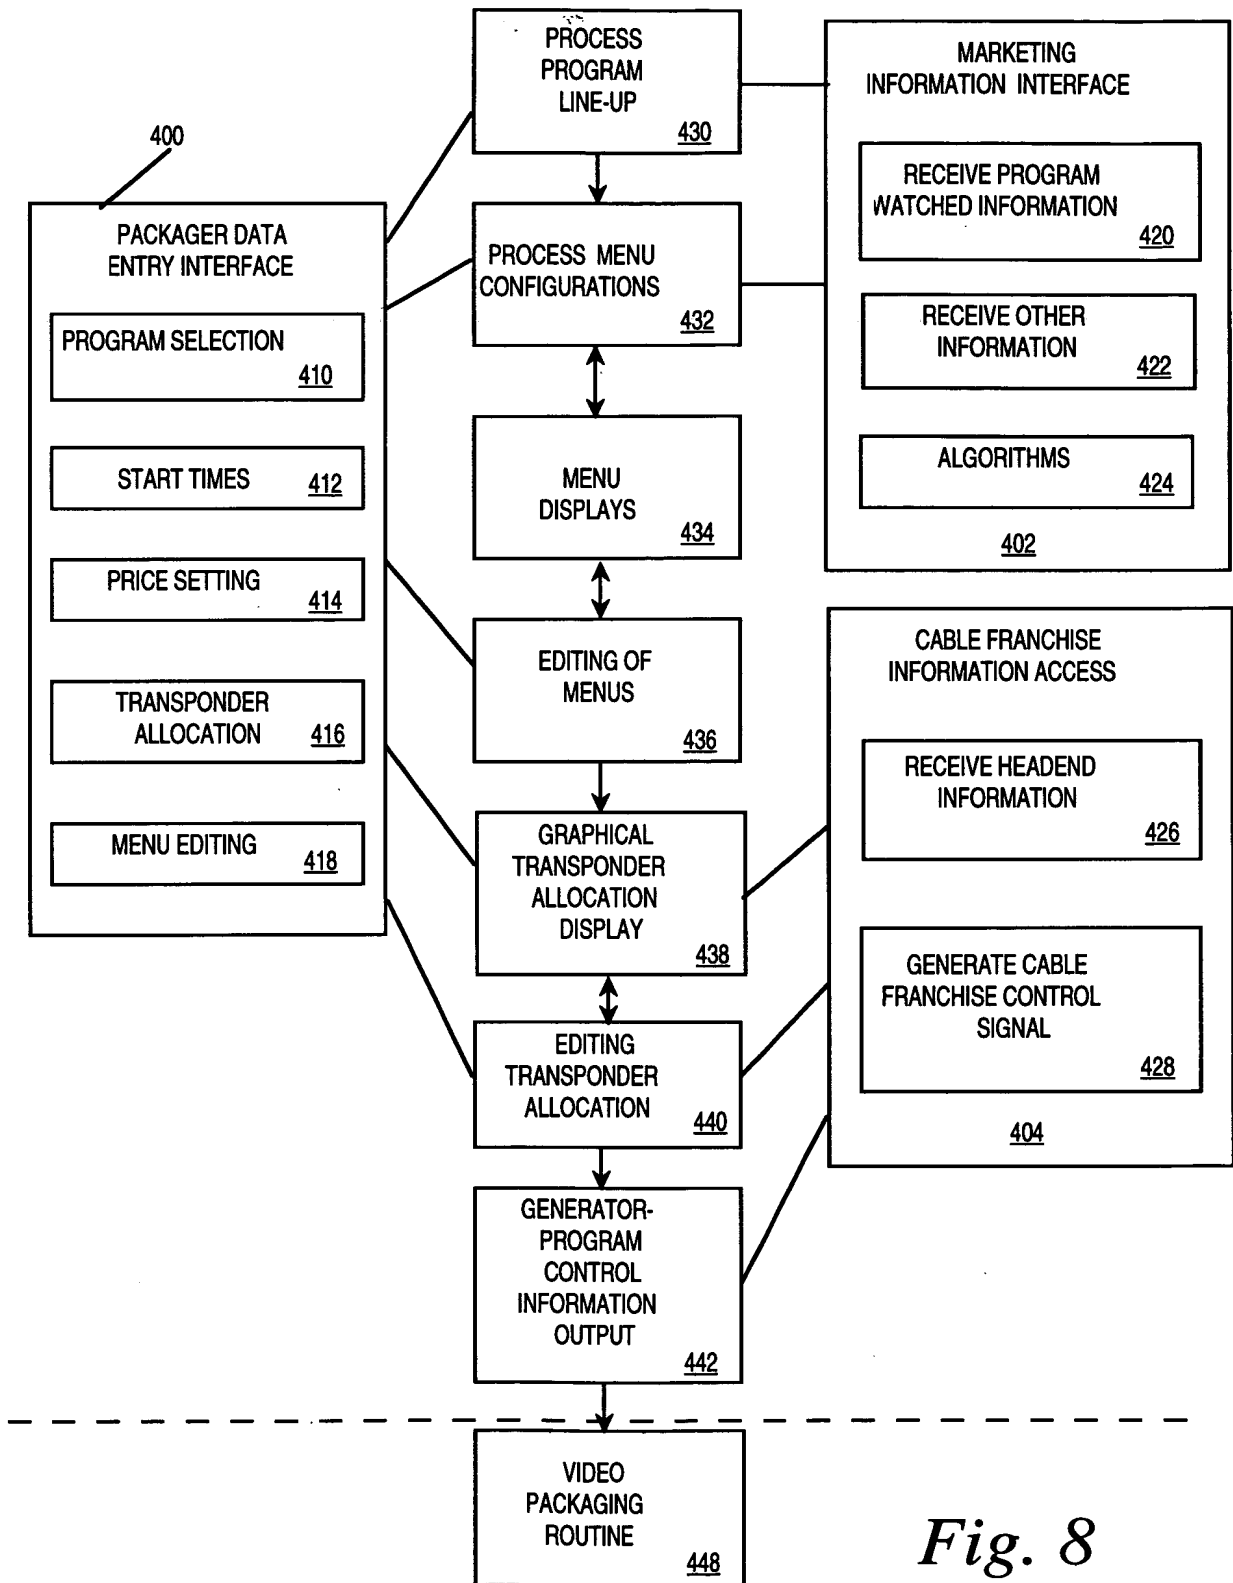 400
PACKAGER DATA
ENTRY INTERFACE
PROGRAM SELECTION
410
START TIMES 412
PRICE SETTING
414
TRANSPONDER
ALLOCATION 416
MENU EDITING
418
PROCESS
PROGRAM
LINE-UP
430
PROCESS MENU
CONFIGURATIONS
432
MENU
DISPLAYS
434
EDITING OF
MENUS
436
GRAPHICAL
TRANSPONDER
ALLOCATION
DISPLAY
438
EDITING
TRANSPONDER
ALLOCATION
440
GENERATOR-
PROGRAM
CONTROL
INFORMATION
OUTPUT
442
VIDEO
PACKAGING
ROUTINE
448
MARKETING
INFORMATION INTERFACE
RECEIVE PROGRAM
WATCHED INFORMATION
420
RECEIVE OTHER
INFORMATION
422
ALGORITHMS
424
402
CABLE FRANCHISE
INFORMATION ACCESS
RECEIVE HEADEND
INFORMATION
426
GENERATE CABLE
FRANCHISE CONTROL
SIGNAL
428
404
Fig. 8